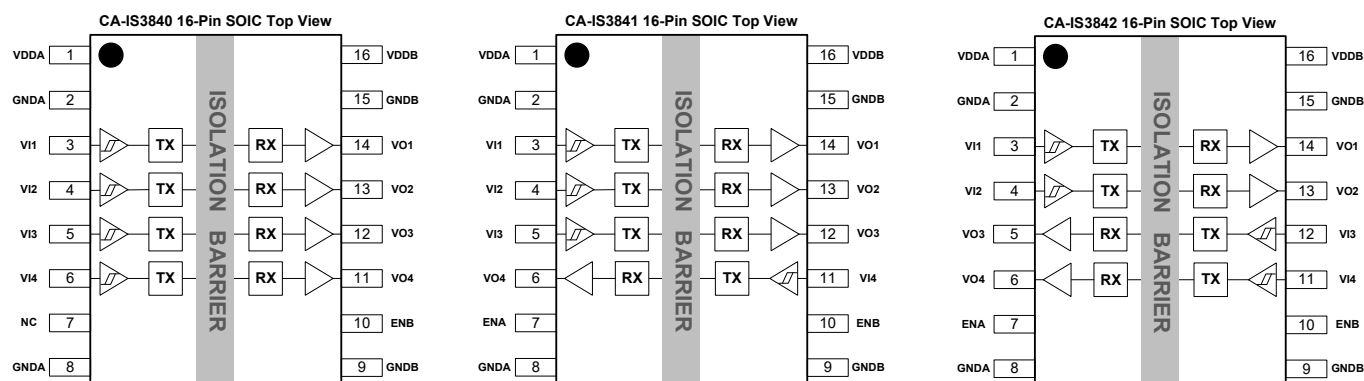 CA-IS3840 16-Pin SOIC Top View
VDDA 1 16 VDDB
GNDA 2 15 GNDB
VI1 3 TX RX 14 VO1
VI2 4 TX RX 13 VO2
VI3 5 TX RX 12 VO3
VI4 6 TX RX 11 VO4
NC 7 10 ENB
GNDA 8 9 GNDB
ISOLATION BARRIER
CA-IS3841 16-Pin SOIC Top View
VDDA 1 16 VDDB
GNDA 2 15 GNDB
VI1 3 TX RX 14 VO1
VI2 4 TX RX 13 VO2
VI3 5 TX RX 12 VO3
VO4 6 RX TX 11 VI4
ENA 7 10 ENB
GNDA 8 9 GNDB
ISOLATION BARRIER
CA-IS3842 16-Pin SOIC Top View
VDDA 1 16 VDDB
GNDA 2 15 GNDB
VI1 3 TX RX 14 VO1
VI2 4 TX RX 13 VO2
VO3 5 RX TX 12 VI3
VO4 6 RX TX 11 VI4
ENA 7 10 ENB
GNDA 8 9 GNDB
ISOLATION BARRIER